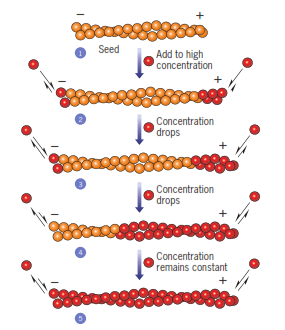 − +
1 Seed
Add to high
concentration
− +
2
Concentration
drops
− +
3
Concentration
drops
− +
4
Concentration
remains constant
− +
5